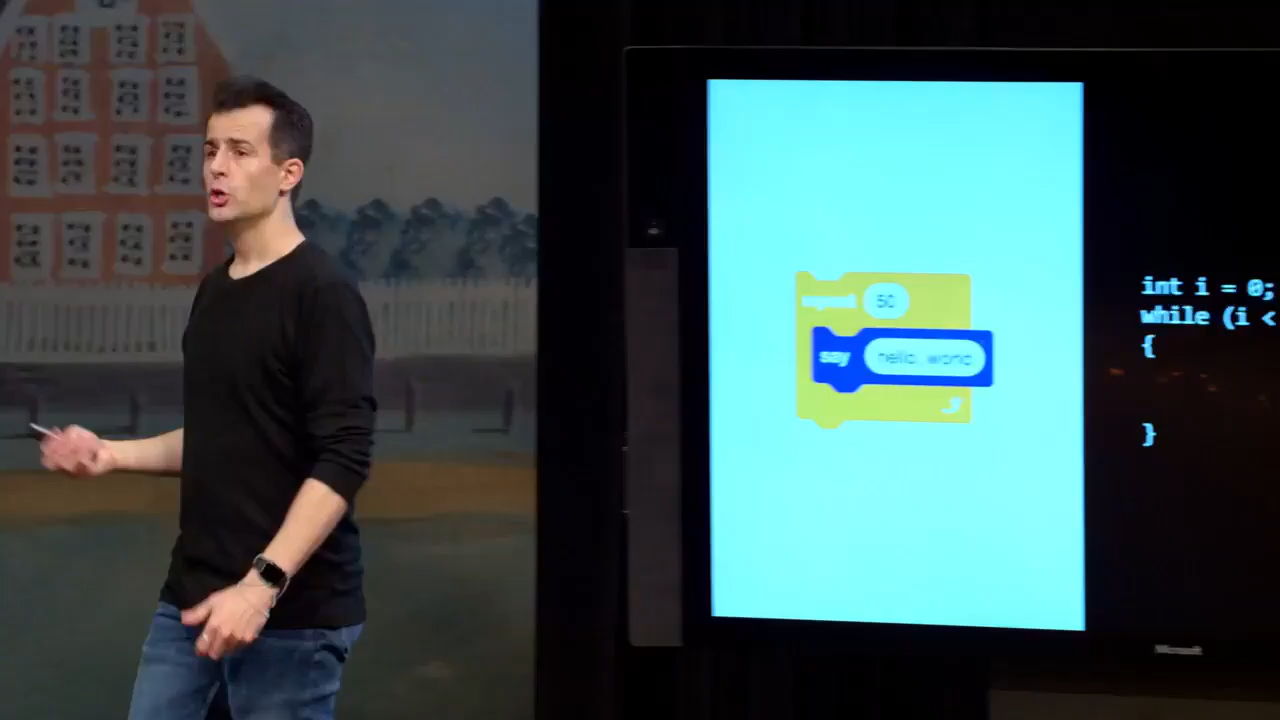 repeat 50
say hello, world
int i = 0;
while (i <
{
}